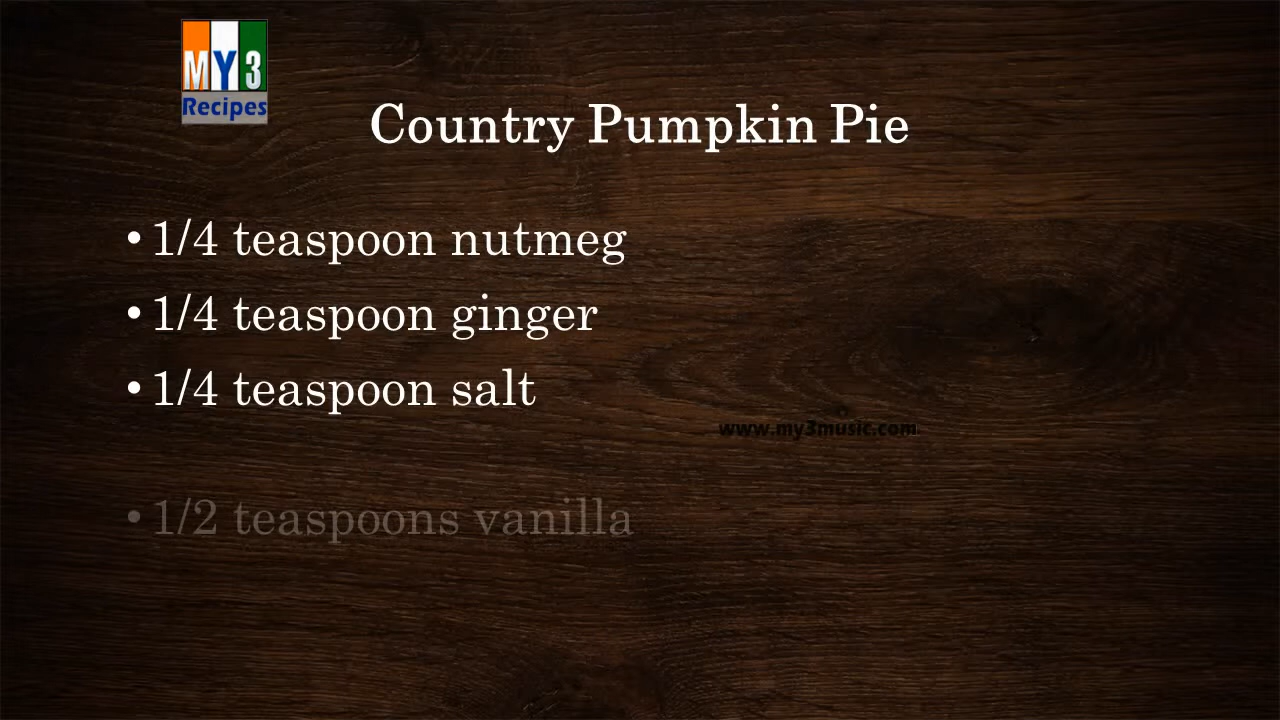 MY3
Recipes
Country Pumpkin Pie
• 1/4 teaspoon nutmeg
• 1/4 teaspoon ginger
• 1/4 teaspoon salt
www.my3music.com
• 1/2 teaspoons vanilla